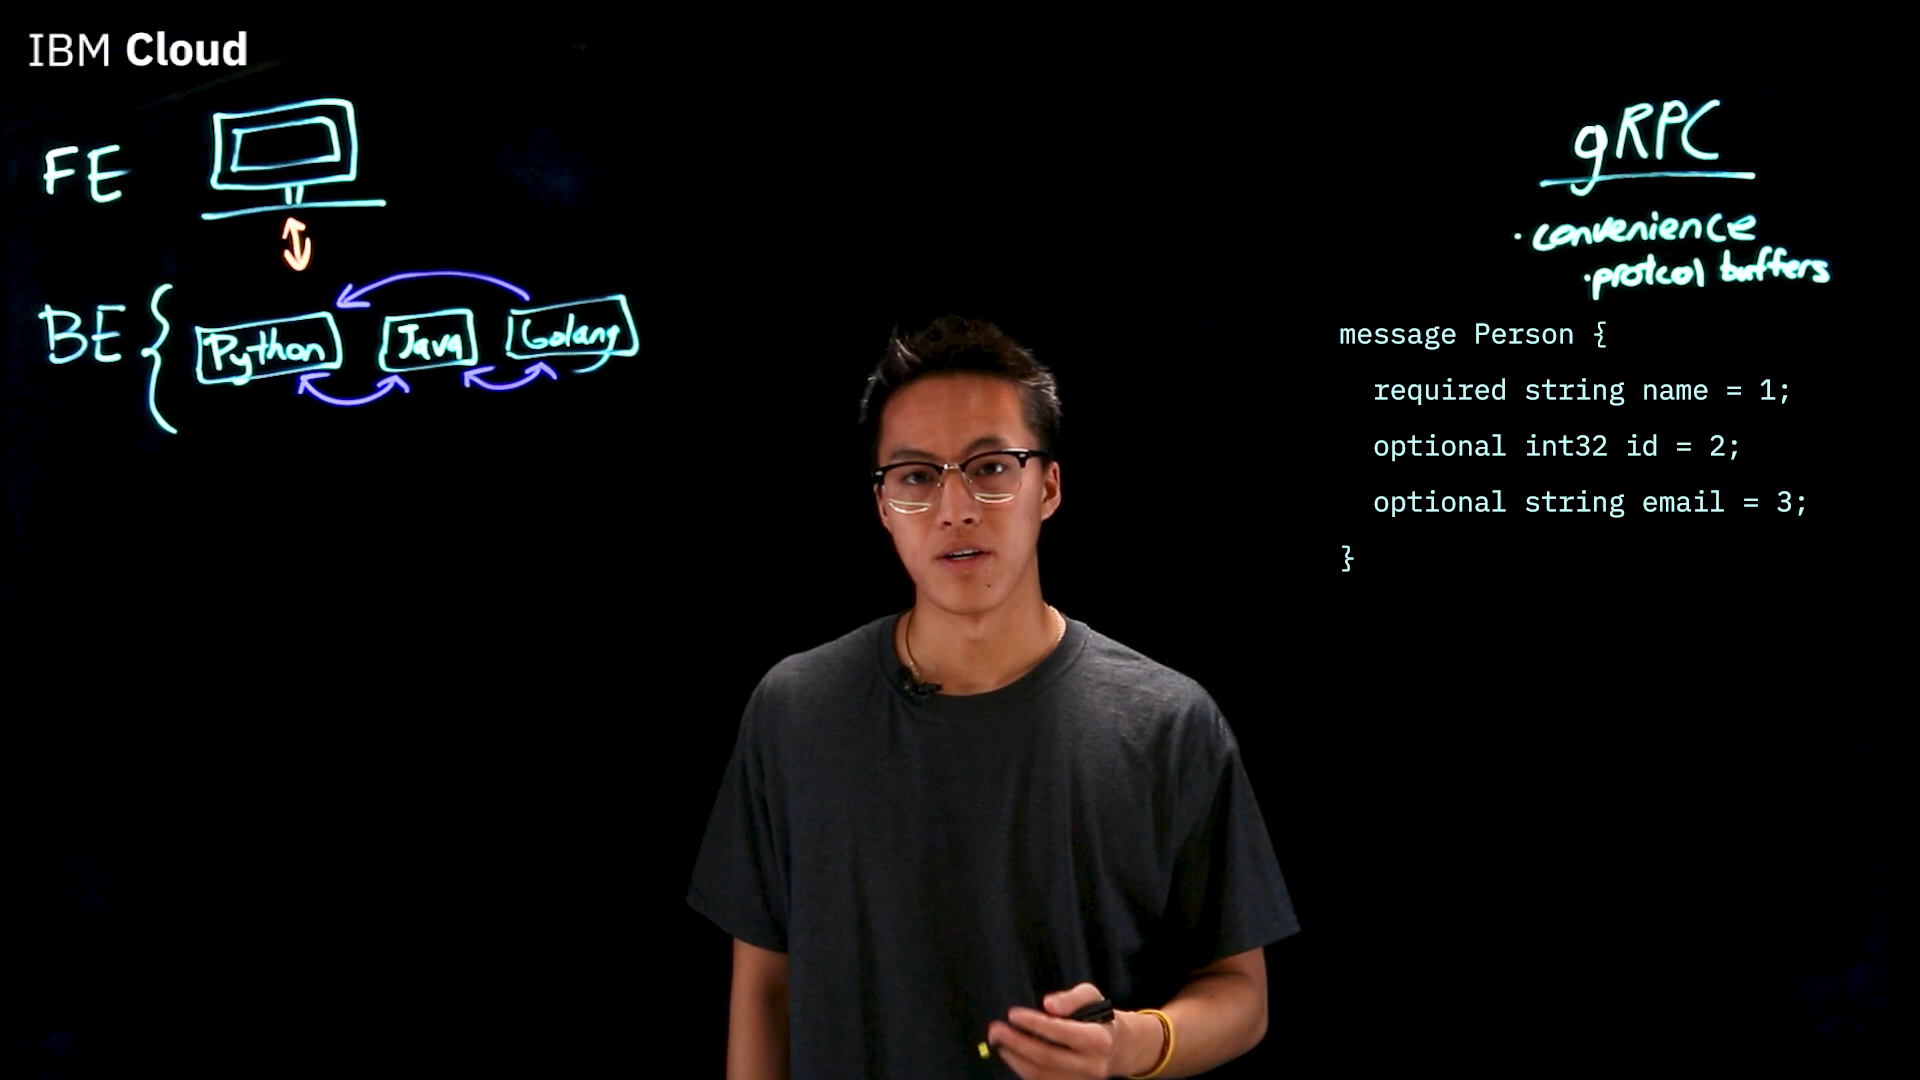 IBM Cloud
FE
BE
Python
Java
Golang
gRPC
· convenience
· protcol buffers
message Person {
required string name = 1;
optional int32 id = 2;
optional string email = 3;
}